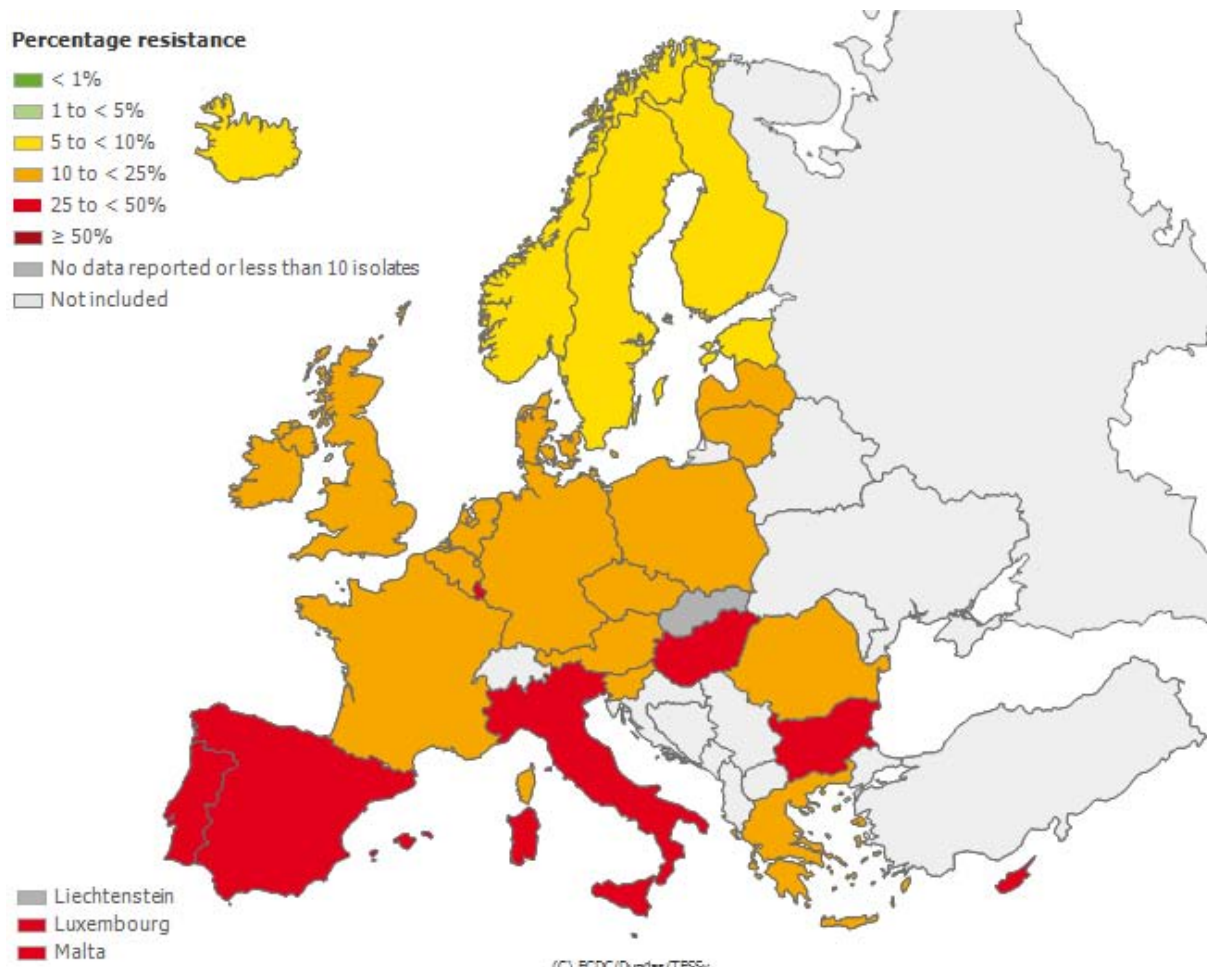 Percentage resistance
< 1%
1 to < 5%
5 to < 10%
10 to < 25%
25 to < 50%
≥ 50%
No data reported or less than 10 isolates
Not included
Liechtenstein
Luxembourg
Malta